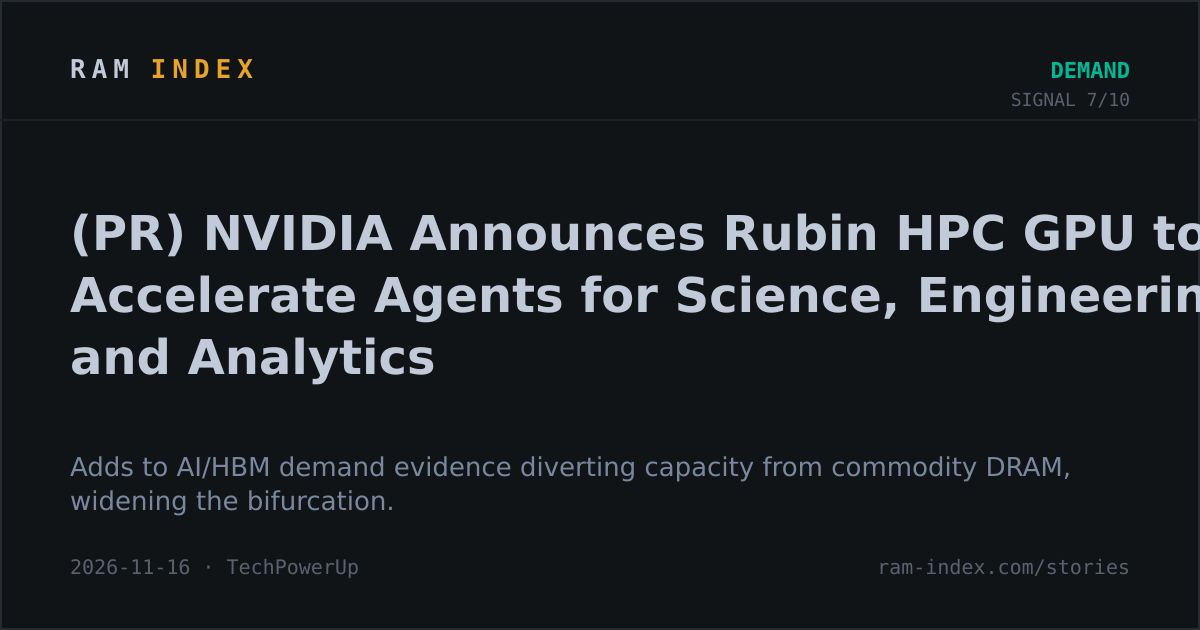 RAM INDEX
DEMAND
SIGNAL 7/10
(PR) NVIDIA Announces Rubin HPC GPU to
Accelerate Agents for Science, Engineerin
and Analytics
Adds to AI/HBM demand evidence diverting capacity from commodity DRAM,
widening the bifurcation.
2026-11-16 · TechPowerUp
ram-index.com/stories